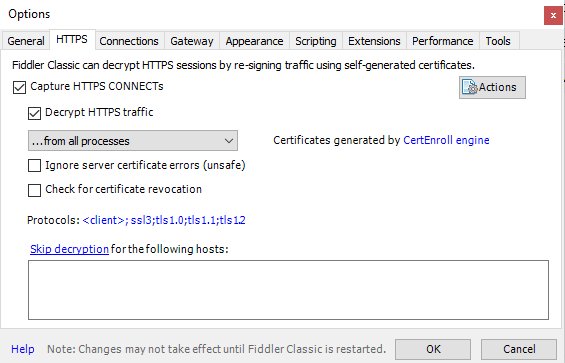 Options
x
General HTTPS Connections Gateway Appearance Scripting Extensions Performance Tools
Fiddler Classic can decrypt HTTPS sessions by re-signing traffic using self-generated certificates.
Capture HTTPS CONNECTs
Actions
Decrypt HTTPS traffic
...from all processes
Certificates generated by CertEnroll engine
Ignore server certificate errors (unsafe)
Check for certificate revocation
Protocols: <client>; ssl3;tls1.0;tls1.1;tls1.2
Skip decryption for the following hosts:
Help Note: Changes may not take effect until Fiddler Classic is restarted. OK Cancel